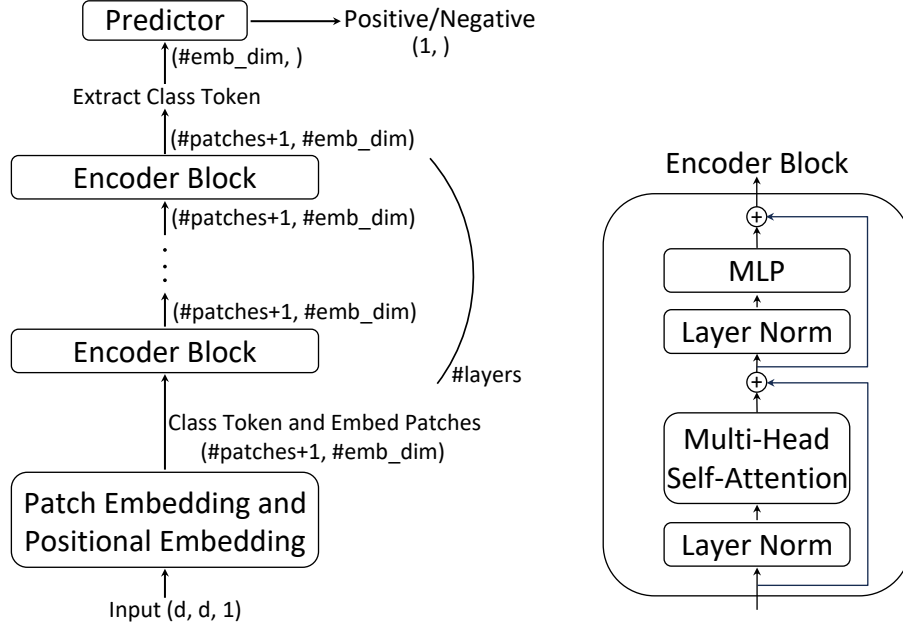 Predictor
Positive/Negative
(1, )
(#emb_dim, )
Extract Class Token
(#patches+1, #emb_dim)
Encoder Block
(#patches+1, #emb_dim)
(#patches+1, #emb_dim)
Encoder Block
#layers
Class Token and Embed Patches
(#patches+1, #emb_dim)
Patch Embedding and
Positional Embedding
Input (d, d, 1)
Encoder Block
+
MLP
Layer Norm
+
Multi-Head
Self-Attention
Layer Norm